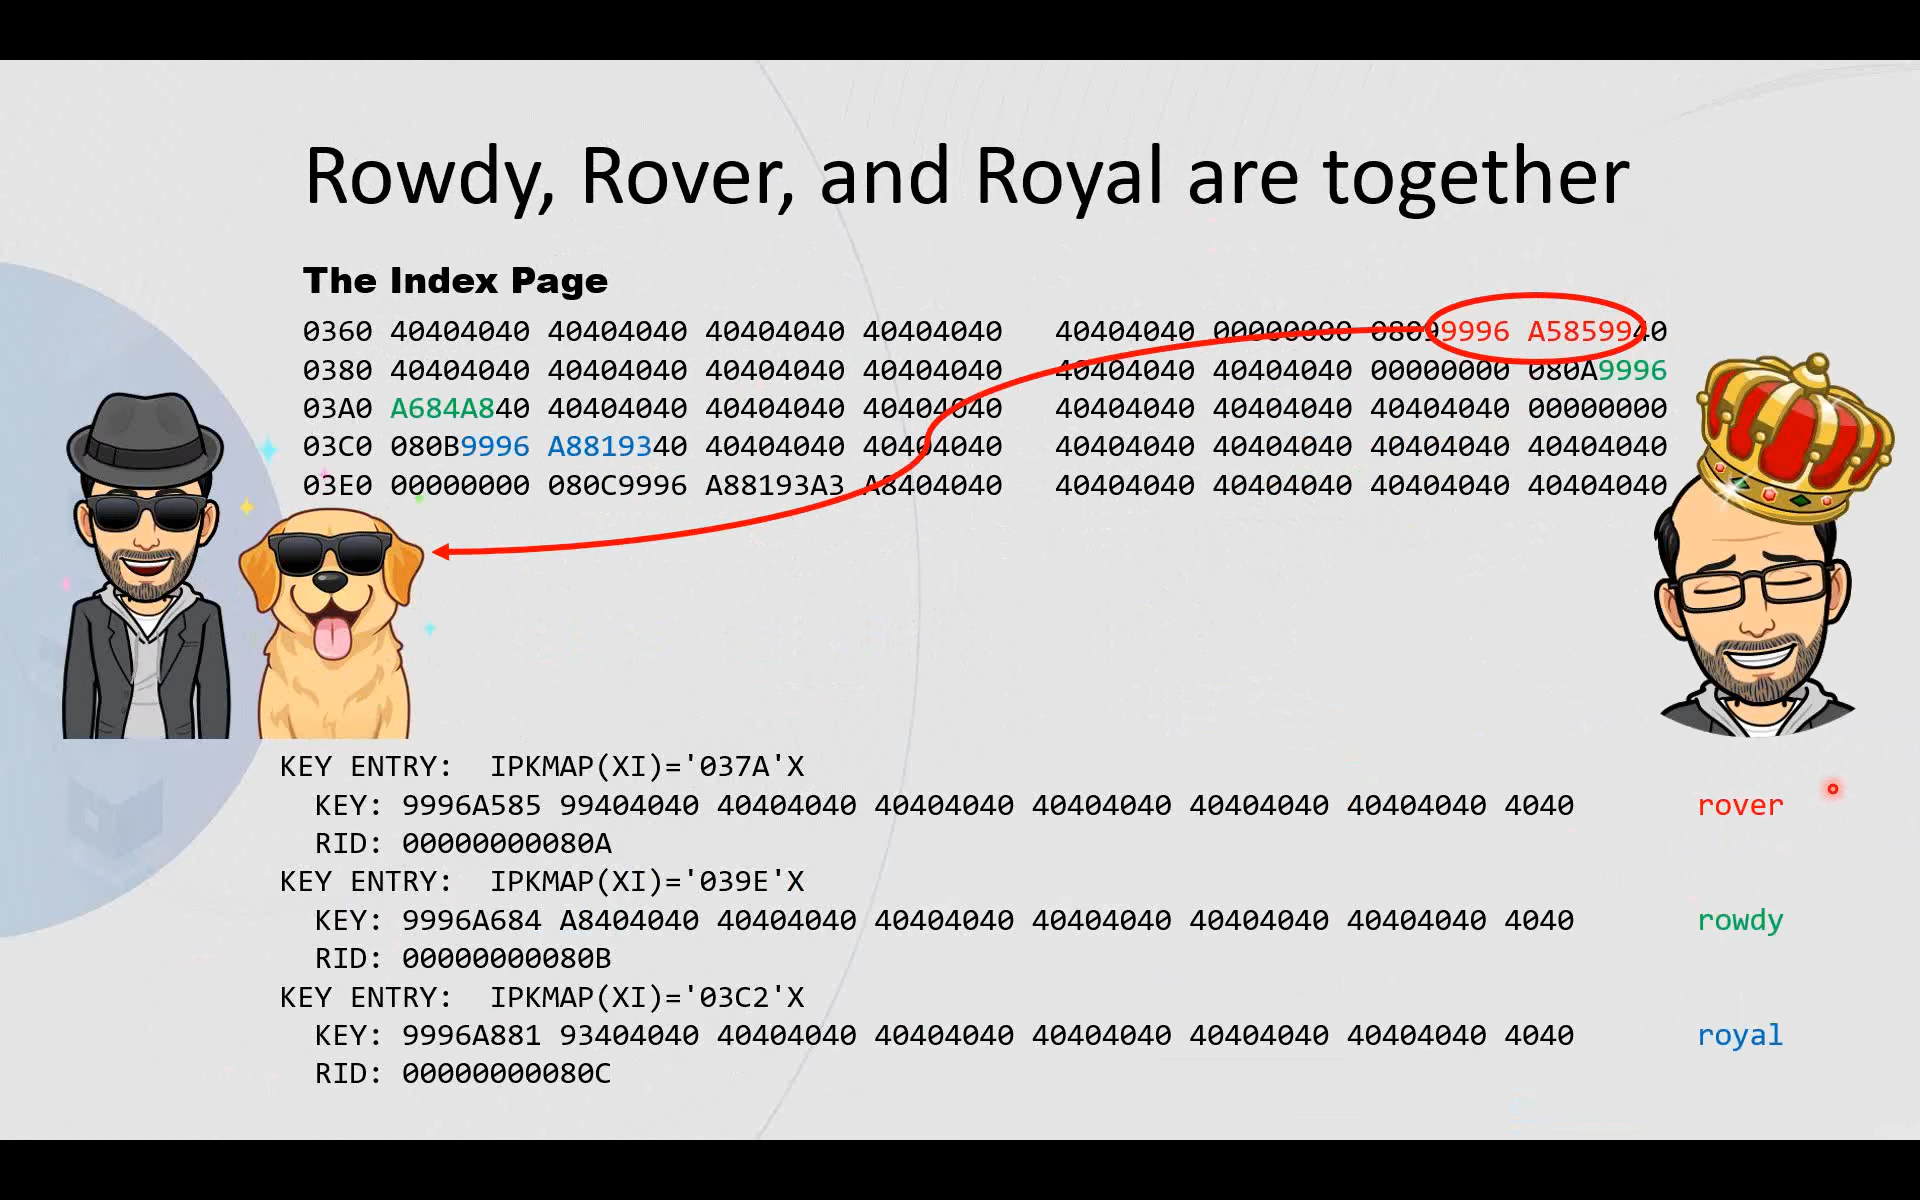 Rowdy, Rover, and Royal are together
The Index Page
0360 40404040 40404040 40404040 40404040 40404040 00000000 08099996 A5859940
0380 40404040 40404040 40404040 40404040 40404040 40404040 00000000 080A9996
03A0 A684A840 40404040 40404040 40404040 40404040 40404040 40404040 00000000
03C0 080B9996 A8819340 40404040 40404040 40404040 40404040 40404040 40404040
03E0 00000000 080C9996 A88193A3 A8404040 40404040 40404040 40404040 40404040
KEY ENTRY: IPKMAP(XI)='037A'X
KEY: 9996A585 99404040 40404040 40404040 40404040 40404040 40404040 4040 rover
RID: 00000000080A
KEY ENTRY: IPKMAP(XI)='039E'X
KEY: 9996A684 A8404040 40404040 40404040 40404040 40404040 40404040 4040 rowdy
RID: 00000000080B
KEY ENTRY: IPKMAP(XI)='03C2'X
KEY: 9996A881 93404040 40404040 40404040 40404040 40404040 40404040 4040 royal
RID: 00000000080C